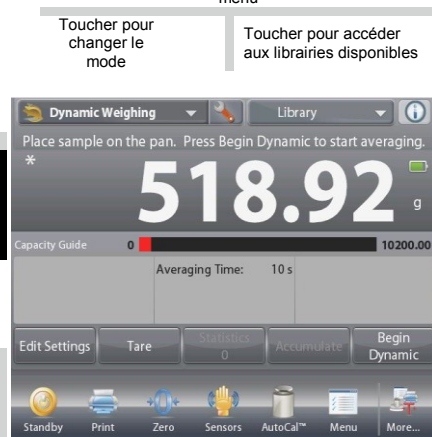 menu
Toucher pour
changer le
mode
Toucher pour accéder
aux librairies disponibles
Dynamic Weighing Library
Place sample on the pan. Press Begin Dynamic to start averaging.
*
518.92
g
Capacity Guide 0 10200.00
Averaging Time: 10 s
Edit Settings Tare Statistics 0 Accumulate Begin Dynamic
Standby Print Zero Sensors AutoCal™ Menu More...